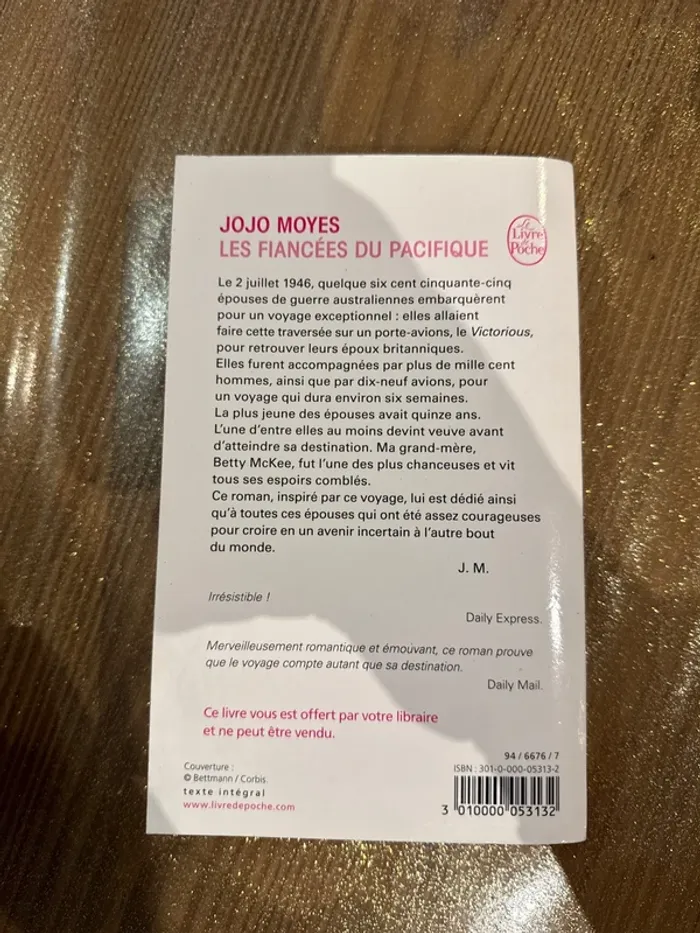 JOJO MOYES
LES FIANCÉES DU PACIFIQUE
Le Livre de Poche
Le 2 juillet 1946, quelque six cent cinquante-cinq
épouses de guerre australiennes embarquèrent
pour un voyage exceptionnel : elles allaient
faire cette traversée sur un porte-avions, le Victorious,
pour retrouver leurs époux britanniques.
Elles furent accompagnées par plus de mille cent
hommes, ainsi que par dix-neuf avions, pour
un voyage qui dura environ six semaines.
La plus jeune des épouses avait quinze ans.
L'une d'entre elles au moins devint veuve avant
d'atteindre sa destination. Ma grand-mère,
Betty McKee, fut l'une des plus chanceuses et vit
tous ses espoirs comblés.
Ce roman, inspiré par ce voyage, lui est dédié ainsi
qu'à toutes ces épouses qui ont été assez courageuses
pour croire en un avenir incertain à l'autre bout
du monde.
J. M.
Irrésistible !
Daily Express.
Merveilleusement romantique et émouvant, ce roman prouve
que le voyage compte autant que sa destination.
Daily Mail.
Ce livre vous est offert par votre libraire
et ne peut être vendu.
Couverture :
© Bettmann / Corbis.
texte intégral
www.livredepoche.com
94 / 6676 / 7
ISBN : 301-0-000-05313-2
3 010000 053132